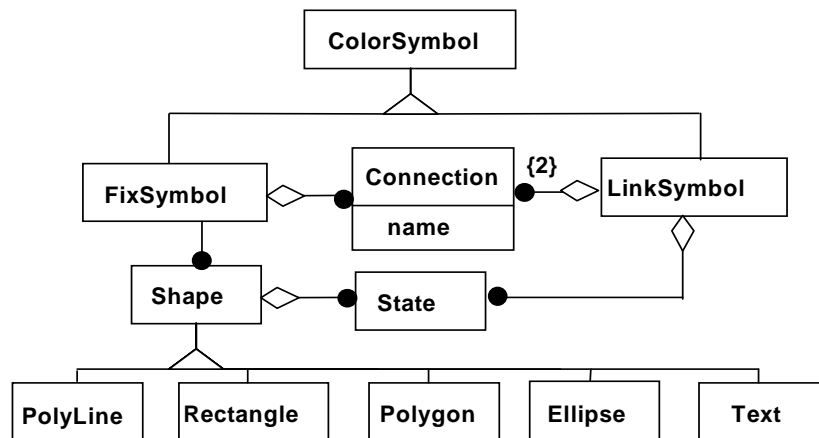 ColorSymbol
{2}
Connection
FixSymbol
LinkSymbol
name
Shape
State
PolyLine
Rectangle
Polygon
Ellipse
Text